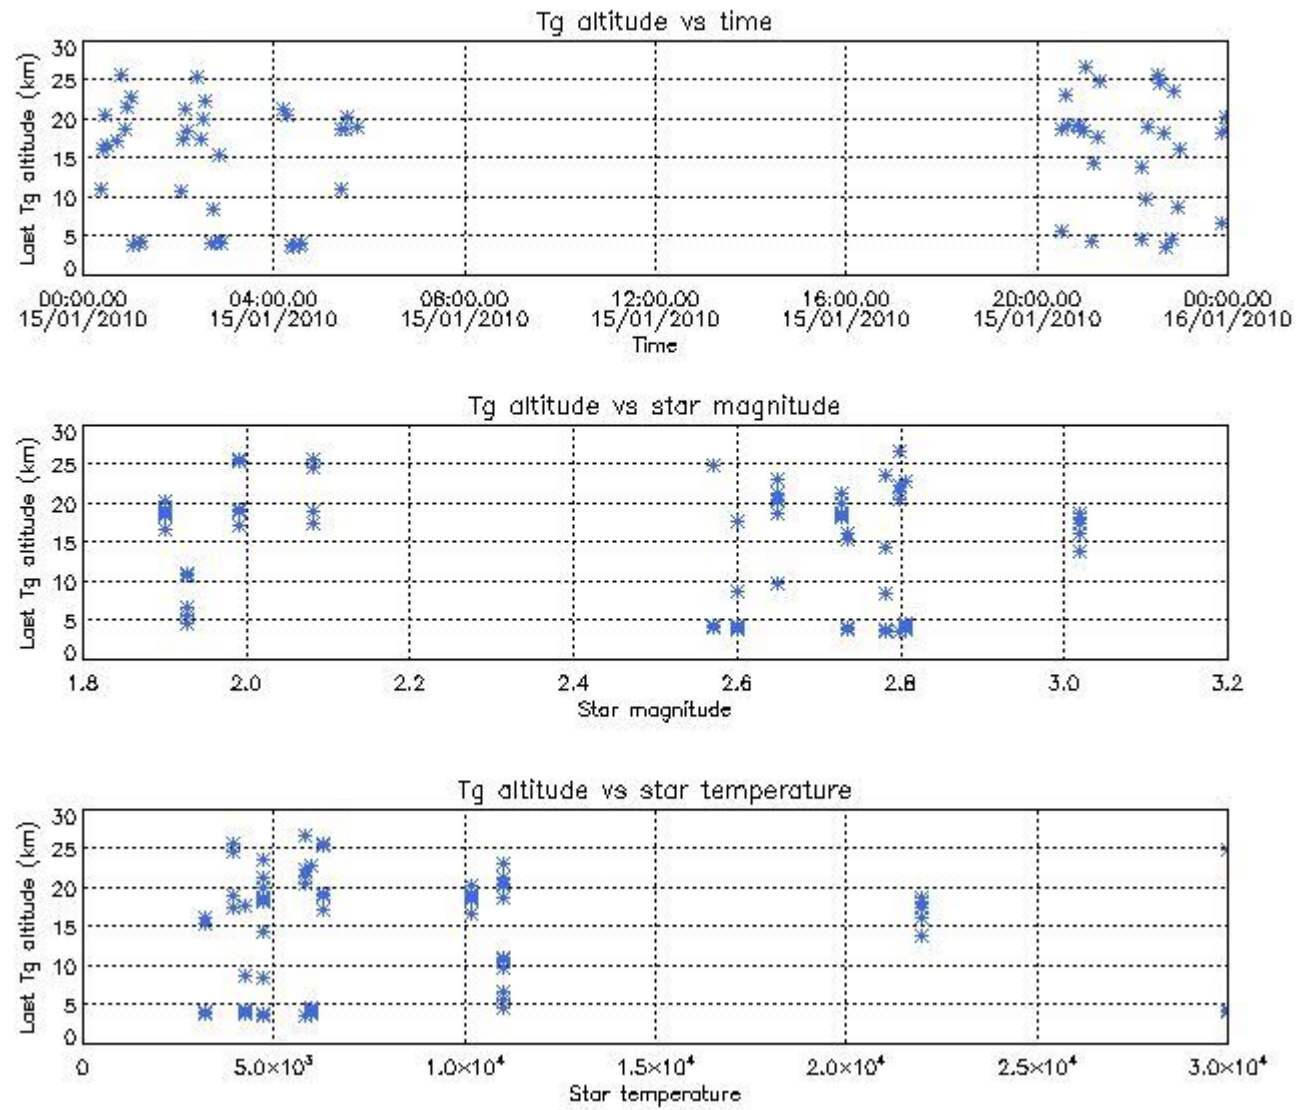 Tg altitude vs time
Last Tg altitude (km)
30
25
20
15
10
5
0
00:00.00 04:00.00 08:00.00 12:00.00 16:00.00 20:00.00 00:00.00
15/01/2010 15/01/2010 15/01/2010 15/01/2010 15/01/2010 15/01/2010 16/01/2010
Time
Tg altitude vs star magnitude
Last Tg altitude (km)
30
25
20
15
10
5
0
1.8 2.0 2.2 2.4 2.6 2.8 3.0 3.2
Star magnitude
Tg altitude vs star temperature
Last Tg altitude (km)
30
25
20
15
10
5
0
0 5.0×10³ 1.0×10⁴ 1.5×10⁴ 2.0×10⁴ 2.5×10⁴ 3.0×10⁴
Star temperature